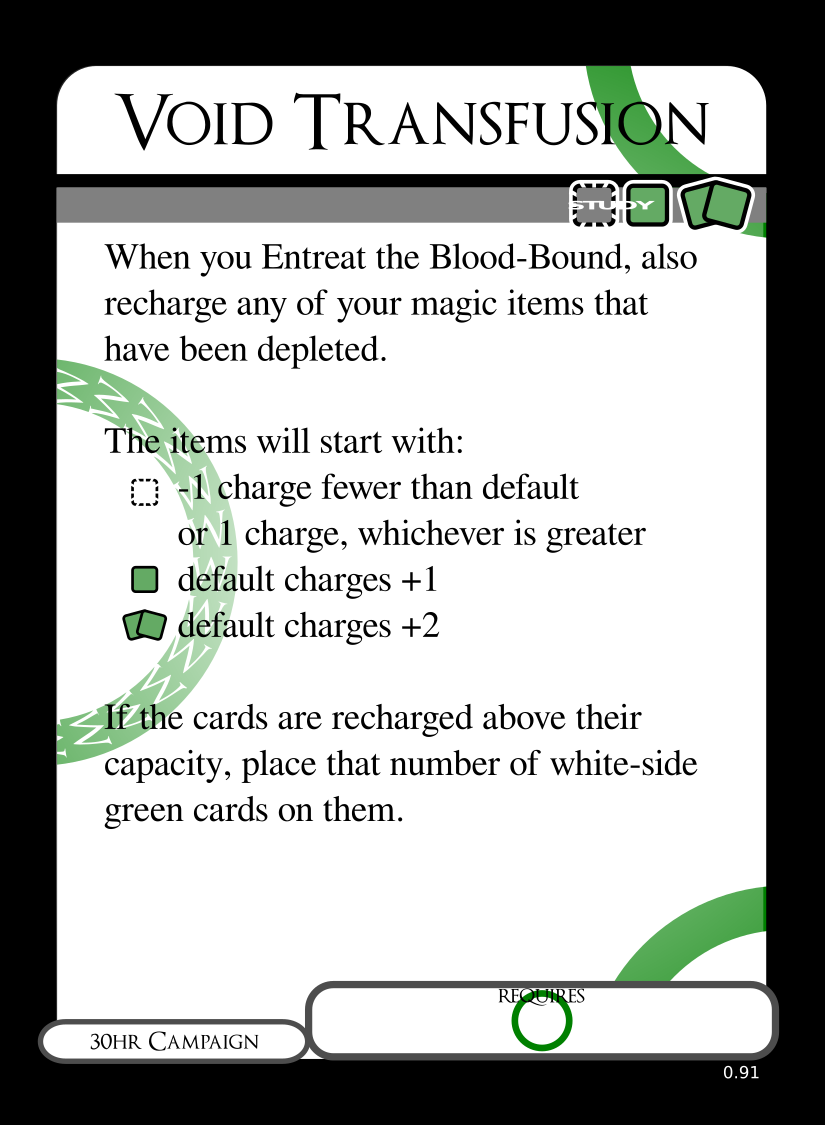 Void Transfusion
STUDY
When you Entreat the Blood-Bound, also
recharge any of your magic items that
have been depleted.
The items will start with:
-1 charge fewer than default
or 1 charge, whichever is greater
default charges +1
default charges +2
If the cards are recharged above their
capacity, place that number of white-side
green cards on them.
REQUIRES
30HR CAMPAIGN
0.91